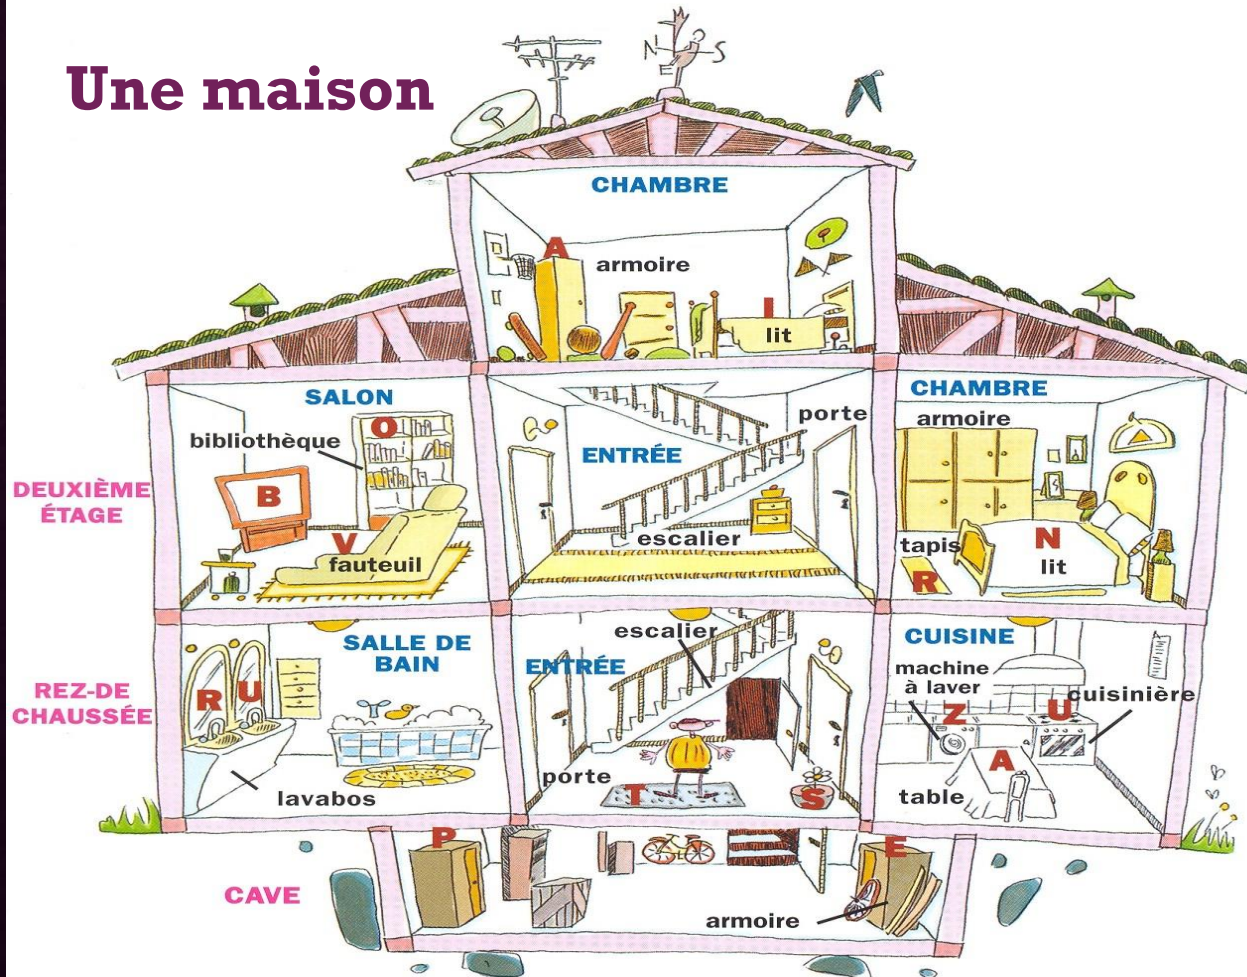 Une maison
N S
E
CHAMBRE
A
armoire
I
lit
SALON
O
bibliothèque
B
V
fauteuil
ENTRÉE
porte
escalier
CHAMBRE
armoire
tapis
R
N
lit
DEUXIÈME
ÉTAGE
SALLE DE
BAIN
R U
lavabos
escalier
ENTRÉE
porte
T
S
CUISINE
machine
à laver
cuisinière
Z
U
A
table
REZ-DE
CHAUSSÉE
P
E
CAVE
armoire